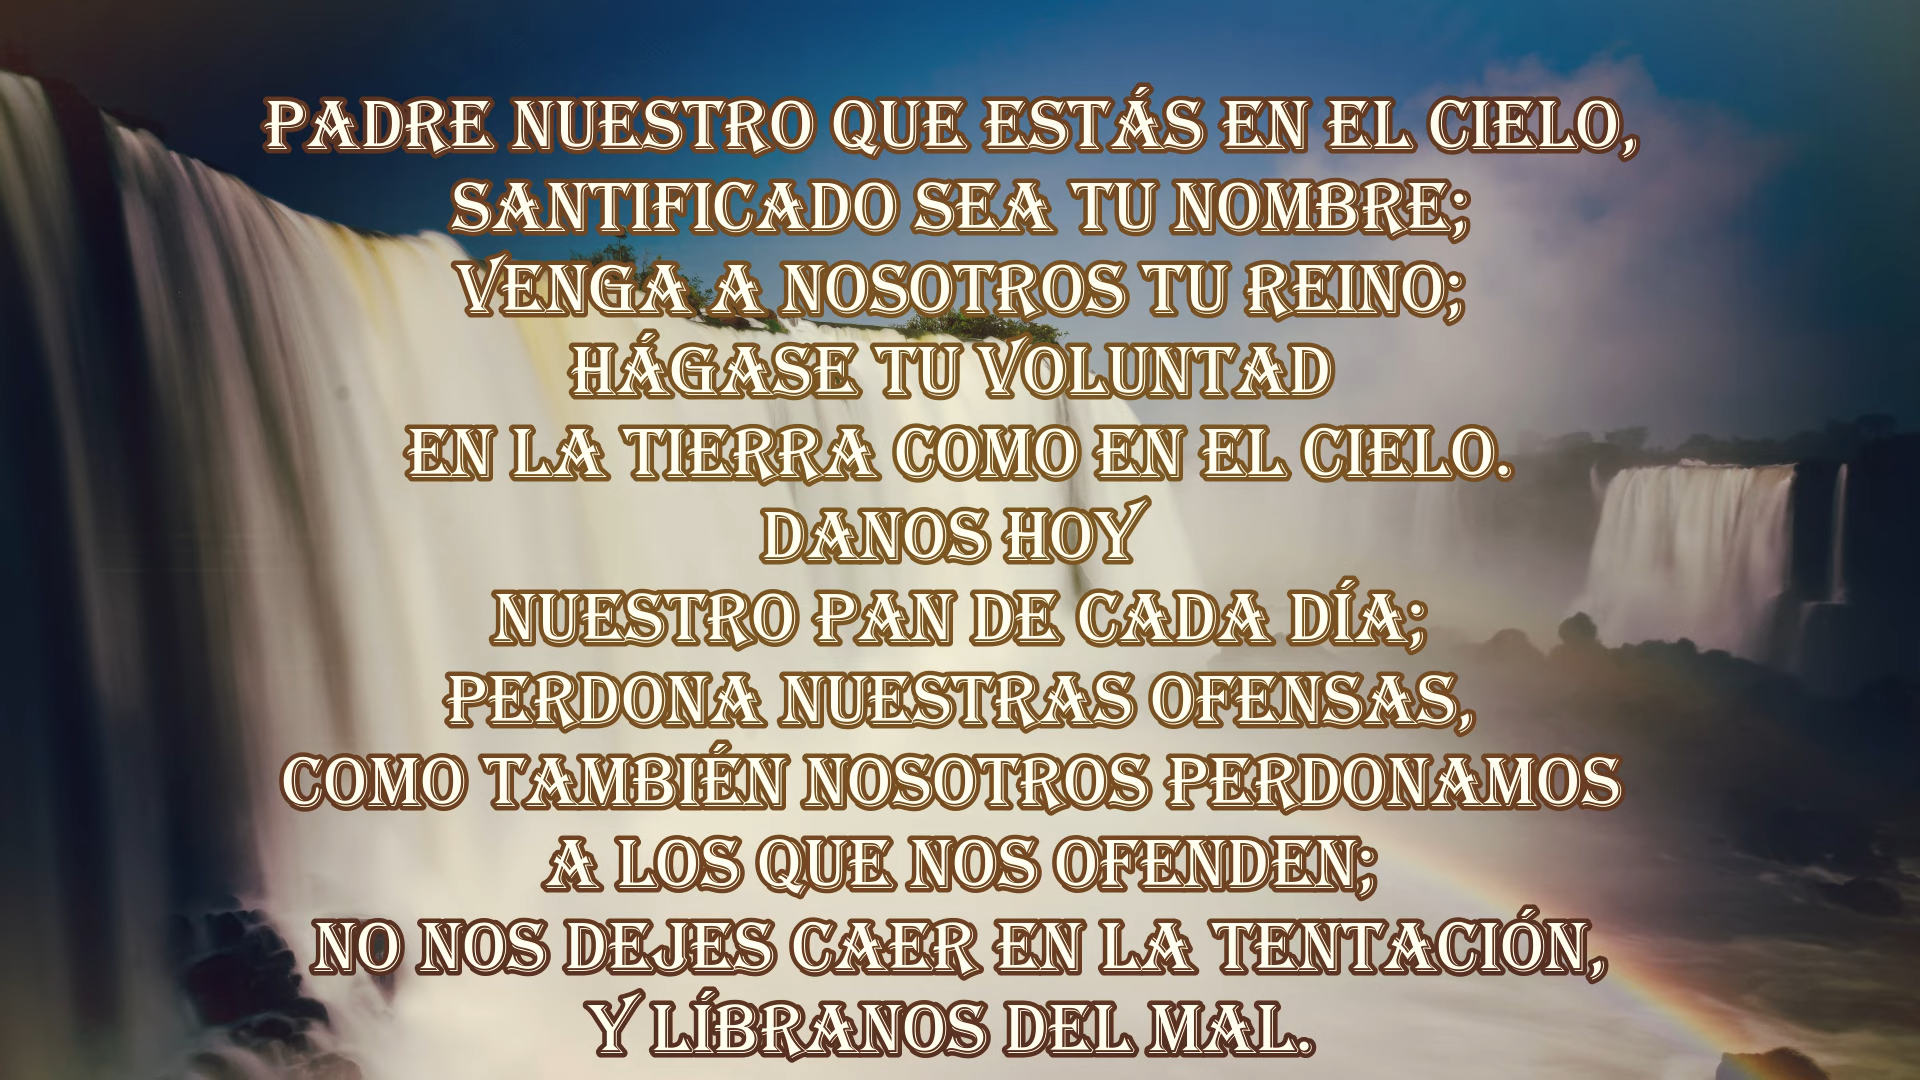 PADRE NUESTRO QUE ESTÁS EN EL CIELO,
SANTIFICADO SEA TU NOMBRE;
VENGA A NOSOTROS TU REINO;
HÁGASE TU VOLUNTAD
EN LA TIERRA COMO EN EL CIELO.
DANOS HOY
NUESTRO PAN DE CADA DÍA;
PERDONA NUESTRAS OFENSAS,
COMO TAMBIÉN NOSOTROS PERDONAMOS
A LOS QUE NOS OFENDEN;
NO NOS DEJES CAER EN LA TENTACIÓN,
Y LÍBRANOS DEL MAL.